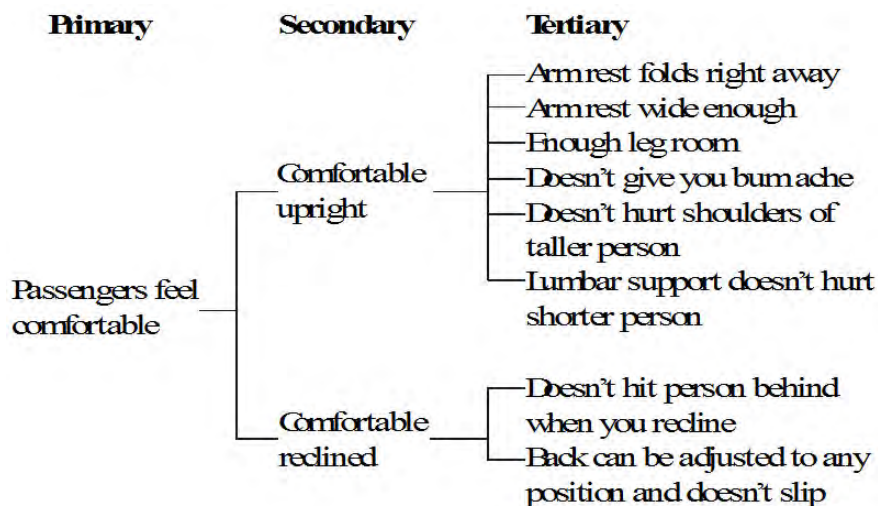 Primary Secondary Tertiary
Arm rest folds right away
Arm rest wide enough
Enough leg room
Comfortable
upright
Doesn't give you bum ache
Doesn't hurt shoulders of
taller person
Lumbar support doesn't hurt
shorter person
Passengers feel
comfortable
Comfortable
reclined
Doesn't hit person behind
when you recline
Back can be adjusted to any
position and doesn't slip